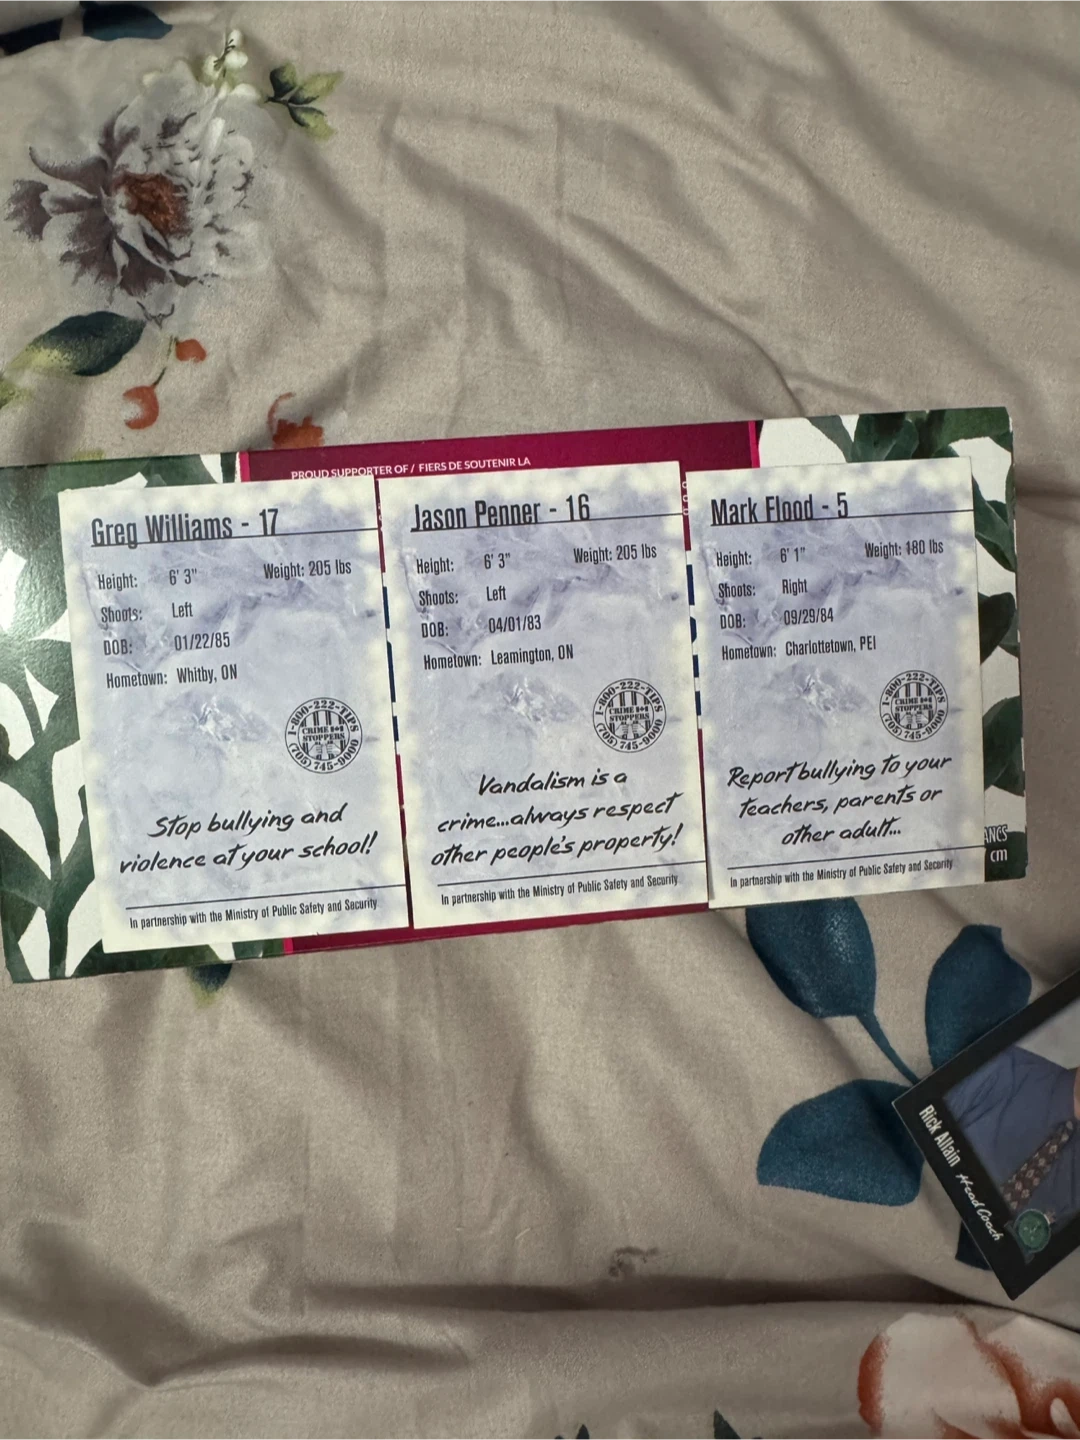 PROUD SUPPORTER OF / FIERS DE SOUTENIR LA
Greg Williams - 17
Height: 6' 3" Weight: 205 lbs
Shoots: Left
DOB: 01/22/85
Hometown: Whitby, ON
1-800-222-TIPS
CRIME STOPPERS
(705) 745-9000
Stop bullying and
violence at your school!
In partnership with the Ministry of Public Safety and Security
Jason Penner - 16
Height: 6' 3" Weight: 205 lbs
Shoots: Left
DOB: 04/01/83
Hometown: Leamington, ON
1-800-222-TIPS
CRIME STOPPERS
(705) 745-9000
Vandalism is a
crime...always respect
other people's property!
In partnership with the Ministry of Public Safety and Security
Mark Flood - 5
Height: 6' 1" Weight: 180 lbs
Shoots: Right
DOB: 09/29/84
Hometown: Charlottetown, PEI
1-800-222-TIPS
CRIME STOPPERS
(705) 745-9000
Report bullying to your
teachers, parents or
other adult...
In partnership with the Ministry of Public Safety and Security
cm
Rick Allain Head Coach